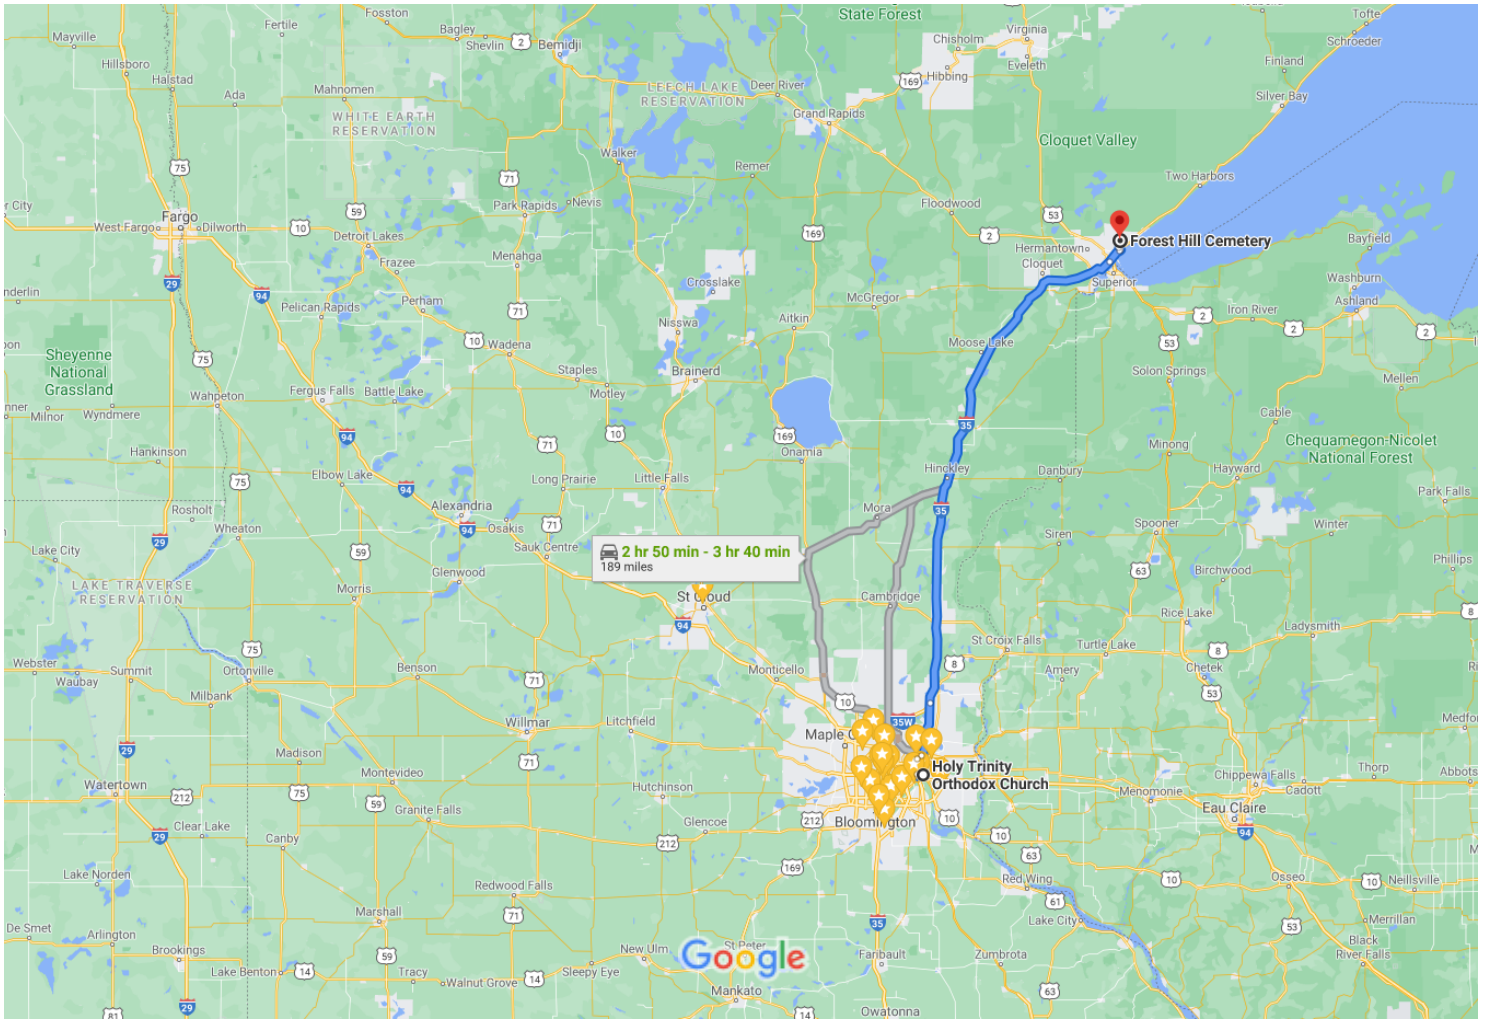 Fosston
State Forest
Tofte
Mayville
Fertile
Bagley
Shevlin
2
Bemidji
Chisholm
Virginia
Eveleth
Schroeder
Hillsboro
Halstad
Ada
Mahnomen
LEECH LAKE
RESERVATION
Deer River
169
Hibbing
Finland
Silver Bay
WHITE EARTH
RESERVATION
Grand Rapids
Cloquet Valley
75
Walker
Remer
71
Two Harbors
Fargo
West Fargo
Dilworth
10
59
Detroit Lakes
Park Rapids
Nevis
Floodwood
53
169
2
Hermantown
Cloquet
Forest Hill Cemetery
Bayfield
Frazee
Menahga
Superior
Washburn
Ashland
29
94
Pelican Rapids
Perham
71
Crosslake
McGregor
2
Iron River
2
2
Nisswa
Aitkin
10
Wadena
Moose Lake
53
Sheyenne
National
Grassland
75
Staples
Brainerd
Solon Springs
Mellen
Milnor
Wyndmere
Wahpeton
Fergus Falls
Battle Lake
Motley
Cable
94
71
10
169
Onamia
35
Chequamegon-Nicolet
National Forest
Hankinson
Minong
75
Elbow Lake
94
Long Prairie
Little Falls
Hinckley
Danbury
Hayward
Park Falls
Rosholt
Alexandria
Mora
35
Wheaton
94
Osakis
71
Spooner
Winter
29
Lake City
59
Sauk Centre
2 hr 50 min - 3 hr 40 min
189 miles
Siren
Phillips
LAKE TRAVERSE
RESERVATION
Glenwood
63
Birchwood
Morris
St Cloud
Cambridge
Rice Lake
8
94
Ladysmith
75
St Croix Falls
Turtle Lake
8
Webster
Waubay
Summit
Ortonville
Benson
71
Monticello
8
Amery
Chetek
53
Milbank
10
Willmar
Litchfield
35W
29
Madison
71
Montevideo
Holy Trinity
Orthodox Church
Chippewa Falls
Thorp
Watertown
212
75
59
Hutchinson
Menomonie
Cadott
Granite Falls
Eau Claire
Clear Lake
29
Canby
Glencoe
212
Bloomington
10
10
94
212
63
169
Lake Norden
Redwood Falls
Red Wing
10
Osseo
10
Neillsville
71
Marshall
61
Lake City
De Smet
Arlington
35
53
Merrillan
Brookings
59
New Ulm
Google
St Peter
Faribault
Zumbrota
Black
River Falls
Lake Benton
14
Tracy
Walnut Grove
14
Sleepy Eye
Mankato
63
29
81
14
Owatonna